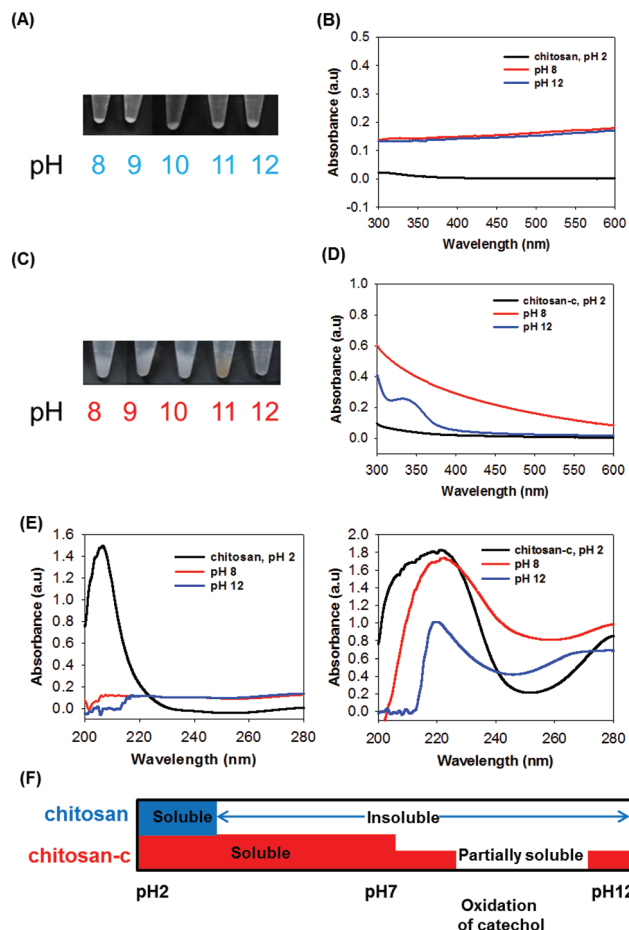 (A)
pH 8 9 10 11 12
(B)
0.5
0.4
0.3
0.2
0.1
0.0
-0.1
Absorbance (a.u)
chitosan, pH 2
pH 8
pH 12
300 350 400 450 500 550 600
Wavelength (nm)
(C)
pH 8 9 10 11 12
(D)
1.0
0.8
0.6
0.4
0.2
0.0
Absorbance (a.u)
chitosan-c, pH 2
pH 8
pH 12
300 350 400 450 500 550 600
Wavelength (nm)
(E)
1.6
1.4
1.2
1.0
0.8
0.6
0.4
0.2
0.0
Absorbance (a.u)
chitosan, pH 2
pH 8
pH 12
200 220 240 260 280
Wavelength (nm)
2.0
1.8
1.6
1.4
1.2
1.0
0.8
0.6
0.4
0.2
0.0
Absorbance (a.u)
chitosan-c, pH 2
pH 8
pH 12
200 220 240 260 280
Wavelength (nm)
(F)
chitosan Soluble Insoluble
chitosan-c Soluble Partially soluble
pH2 pH7 pH12
Oxidation
of catechol